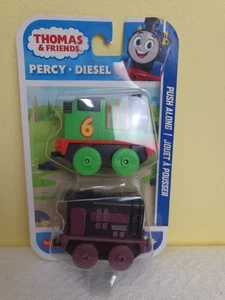 THOMAS
& FRIENDS
PERCY • DIESEL
PUSH ALONG / JOUET À POUSSER
6